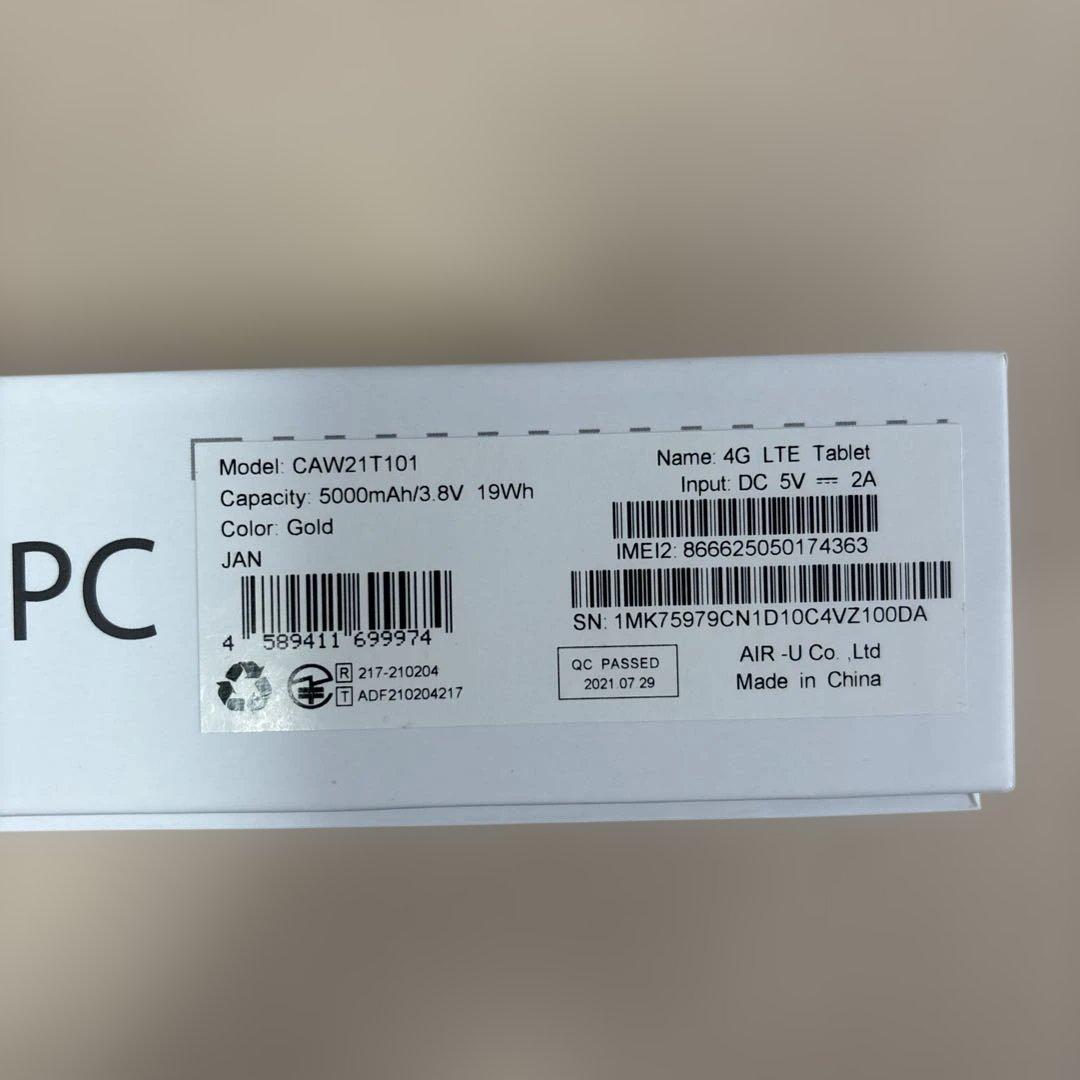 PC
Model: CAW21T101
Capacity: 5000mAh/3.8V 19Wh
Color: Gold
JAN
4 589411 699974
R 217-210204
T ADF210204217
Name: 4G LTE Tablet
Input: DC 5V ⎓ 2A
IMEI2: 866625050174363
SN: 1MK75979CN1D10C4VZ100DA
QC PASSED
2021.07 29
AIR -U Co. ,Ltd
Made in China